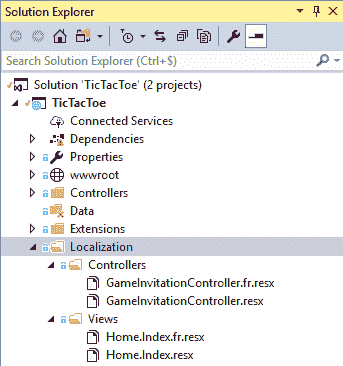 Solution Explorer
Search Solution Explorer (Ctrl+$)
Solution 'TicTacToe' (2 projects)
TicTacToe
Connected Services
Dependencies
Properties
wwwroot
Controllers
Data
Extensions
Localization
Controllers
GameInvitationController.fr.resx
GameInvitationController.resx
Views
Home.Index.fr.resx
Home.Index.resx